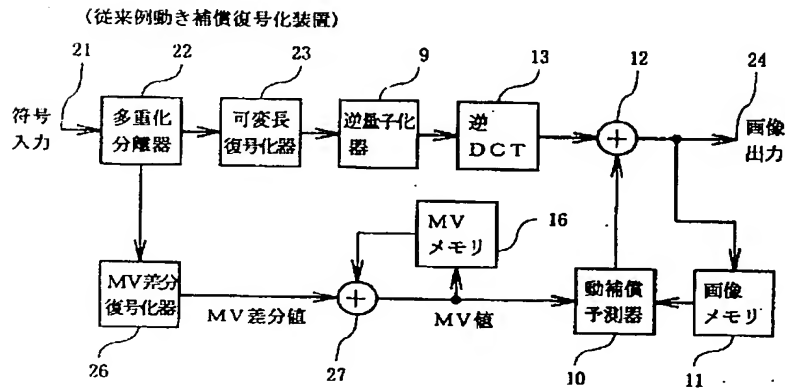 (従来例動き補償復号化装置)
21
22
23
9
13
12
24
符号
入力
多重化
分離器
可変長
復号化器
逆量子化
器
逆
DCT
+
画像
出力
MV
メモリ
16
MV差分
復号化器
MV差分値
+
MV値
動補償
予測器
画像
メモリ
26
27
10
11